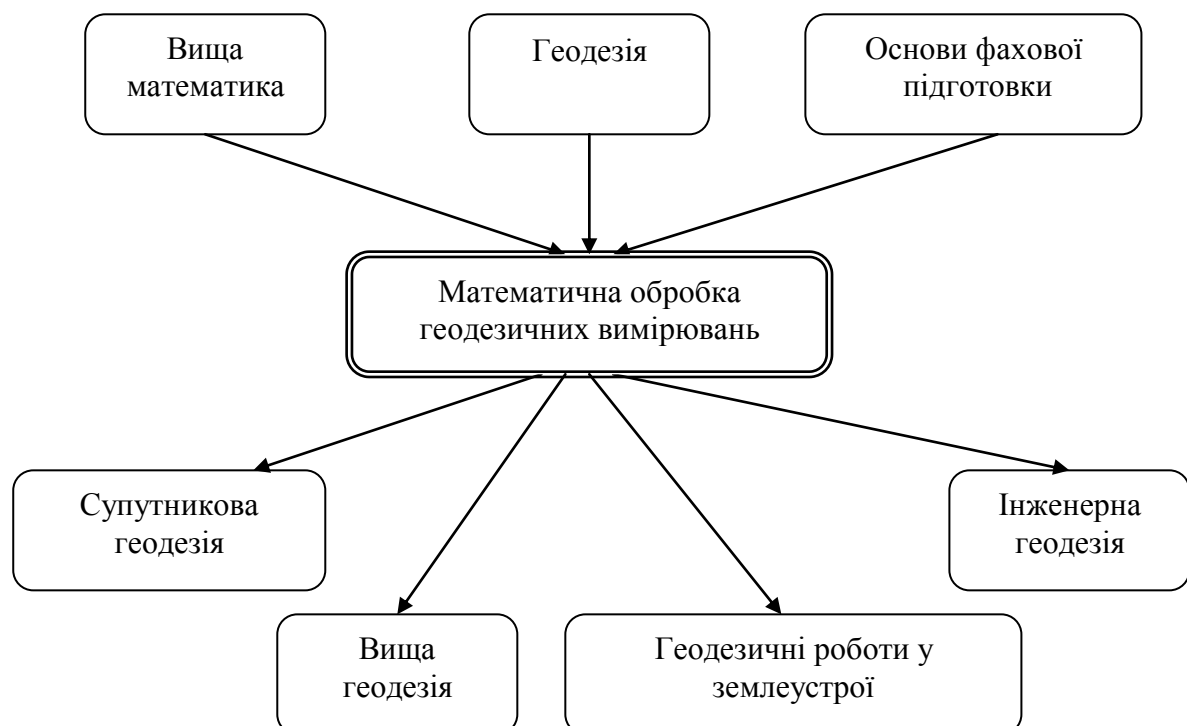 Вища
математика
Геодезія
Основи фахової
підготовки
Математична обробка
геодезичних вимірювань
Супутникова
геодезія
Інженерна
геодезія
Вища
геодезія
Геодезичні роботи у
землеустрої